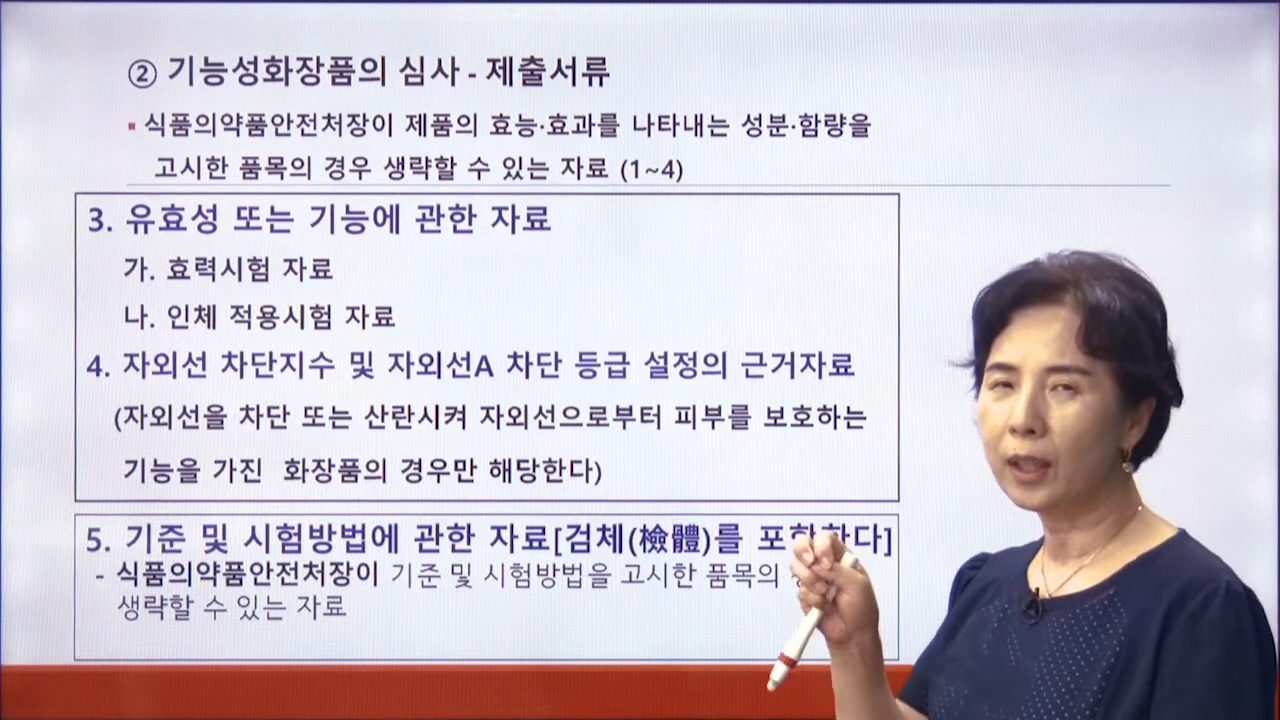 ② 기능성화장품의 심사 - 제출서류
▪ 식품의약품안전처장이 제품의 효능·효과를 나타내는 성분·함량을
고시한 품목의 경우 생략할 수 있는 자료 (1~4)
3. 유효성 또는 기능에 관한 자료
가. 효력시험 자료
나. 인체 적용시험 자료
4. 자외선 차단지수 및 자외선A 차단 등급 설정의 근거자료
(자외선을 차단 또는 산란시켜 자외선으로부터 피부를 보호하는
기능을 가진 화장품의 경우만 해당한다)
5. 기준 및 시험방법에 관한 자료[검체(檢體)를 포함한다]
- 식품의약품안전처장이 기준 및 시험방법을 고시한 품목의
생략할 수 있는 자료